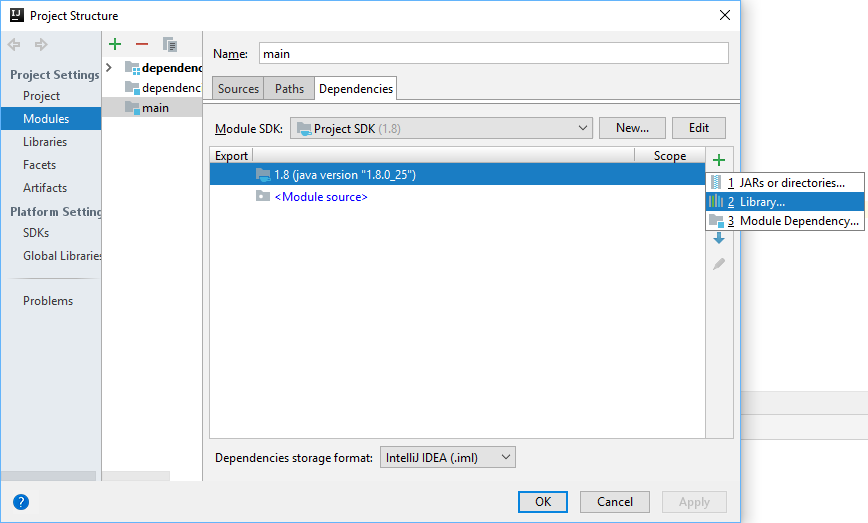 IJ Project Structure
Project Settings
Project
Modules
Libraries
Facets
Artifacts
Platform Setting
SDKs
Global Libraries
Problems
dependenc
dependenc
main
Name: main
Sources Paths Dependencies
Module SDK: Project SDK (1.8) New... Edit
Export Scope
1.8 (java version "1.8.0_25")
<Module source>
1 JARs or directories...
2 Library...
3 Module Dependency...
Dependencies storage format: IntelliJ IDEA (.iml)
? OK Cancel Apply